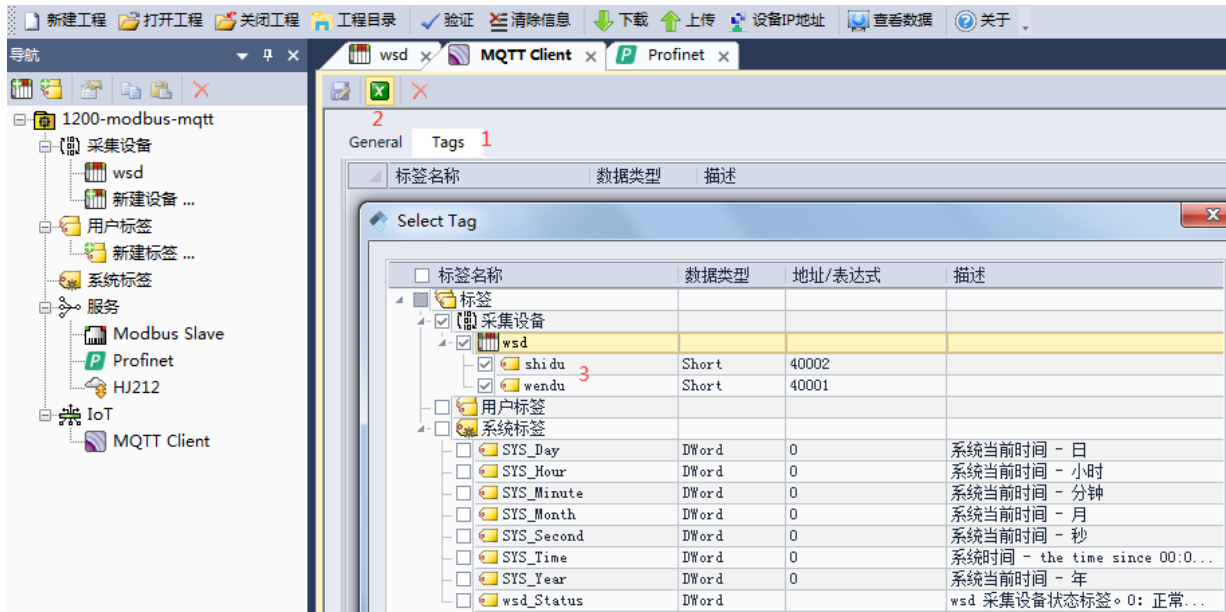 新建工程 打开工程 关闭工程 工程目录 验证 清除信息 下载 上传 设备IP地址 查看数据 关于
导航
wsd MQTT Client Profinet
2
General Tags 1
标签名称 数据类型 描述
1200-modbus-mqtt
采集设备
wsd
新建设备 ...
用户标签
新建标签 ...
系统标签
服务
Modbus Slave
Profinet
HJ212
IoT
MQTT Client
Select Tag
标签名称 数据类型 地址/表达式 描述
标签
采集设备
wsd
shidu Short 40002
3
wendu Short 40001
用户标签
系统标签
SYS_Day DWord 0 系统当前时间 - 日
SYS_Hour DWord 0 系统当前时间 - 小时
SYS_Minute DWord 0 系统当前时间 - 分钟
SYS_Month DWord 0 系统当前时间 - 月
SYS_Second DWord 0 系统当前时间 - 秒
SYS_Time DWord 0 系统时间 - the time since 00:0...
SYS_Year DWord 0 系统当前时间 - 年
wsd_Status DWord wsd 采集设备状态标签。0: 正常...